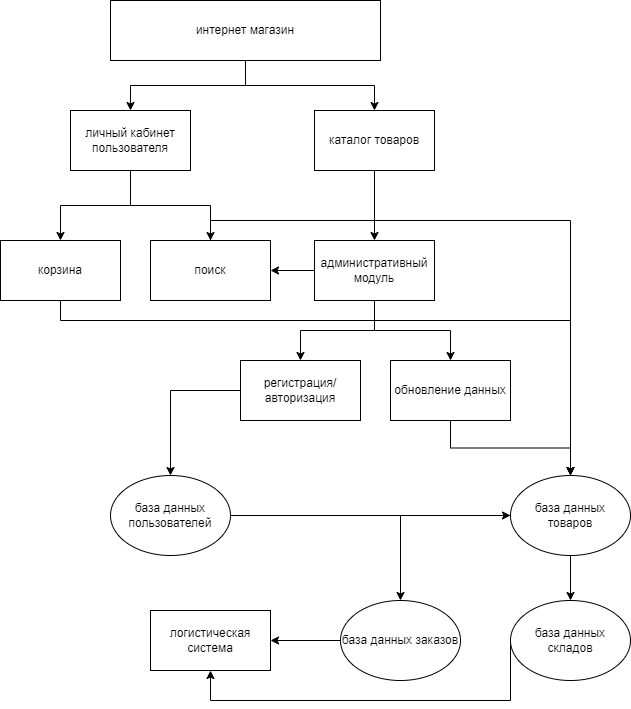 интернет магазин
личный кабинет
пользователя
каталог товаров
корзина
поиск
административный
модуль
регистрация/
авторизация
обновление данных
база данных
пользователей
база данных
товаров
логистическая
система
база данных заказов
база данных
складов